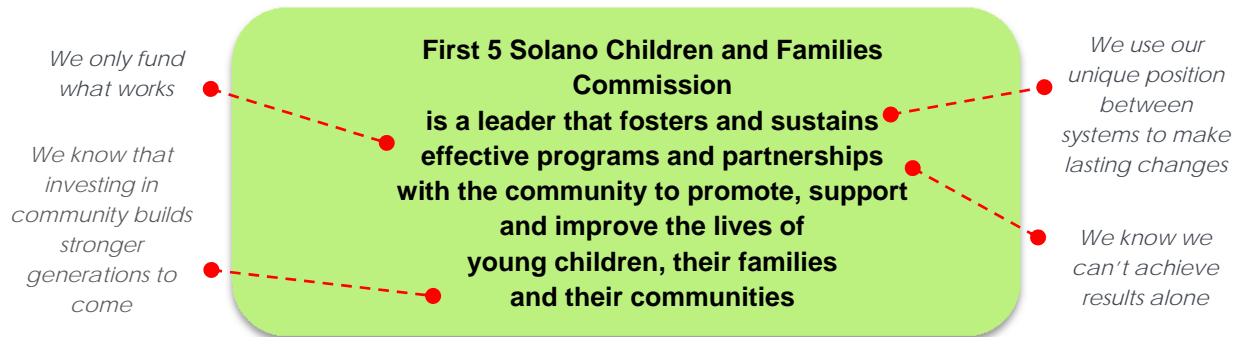 We only fund
what works
We know that
investing in
community builds
stronger
generations to
come
First 5 Solano Children and Families
Commission
is a leader that fosters and sustains
effective programs and partnerships
with the community to promote, support
and improve the lives of
young children, their families
and their communities
We use our
unique position
between
systems to make
lasting changes
We know we
can't achieve
results alone